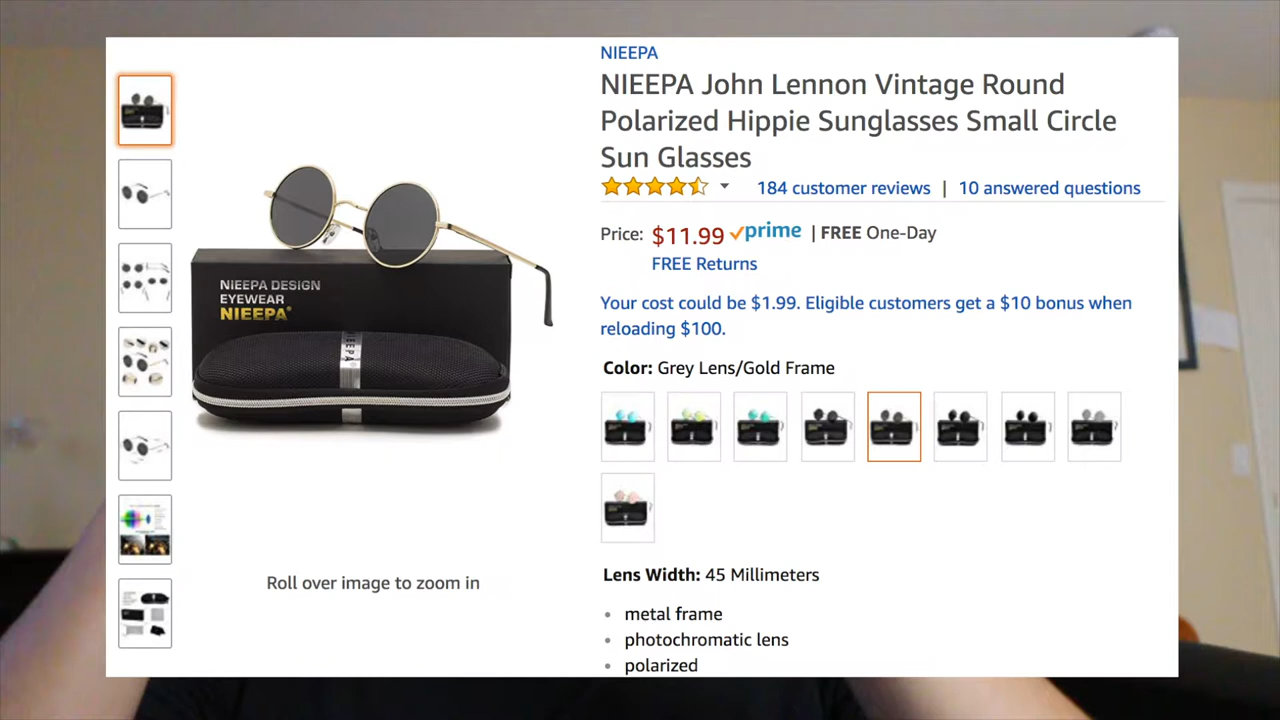 NIEEPA
NIEEPA John Lennon Vintage Round
Polarized Hippie Sunglasses Small Circle
Sun Glasses
184 customer reviews | 10 answered questions
Price: $11.99 prime | FREE One-Day
FREE Returns
Your cost could be $1.99. Eligible customers get a $10 bonus when
reloading $100.
Color: Grey Lens/Gold Frame
Lens Width: 45 Millimeters
• metal frame
• photochromatic lens
• polarized
NIEEPA DESIGN
EYEWEAR
NIEEPA®
NIEEPA
Roll over image to zoom in